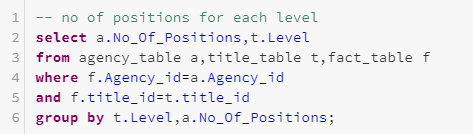 1 -- no of positions for each level
2 select a.No_Of_Positions,t.Level
3 from agency_table a,title_table t,fact_table f
4 where f.Agency_id=a.Agency_id
5 and f.title_id=t.title_id
6 group by t.Level,a.No_Of_Positions;